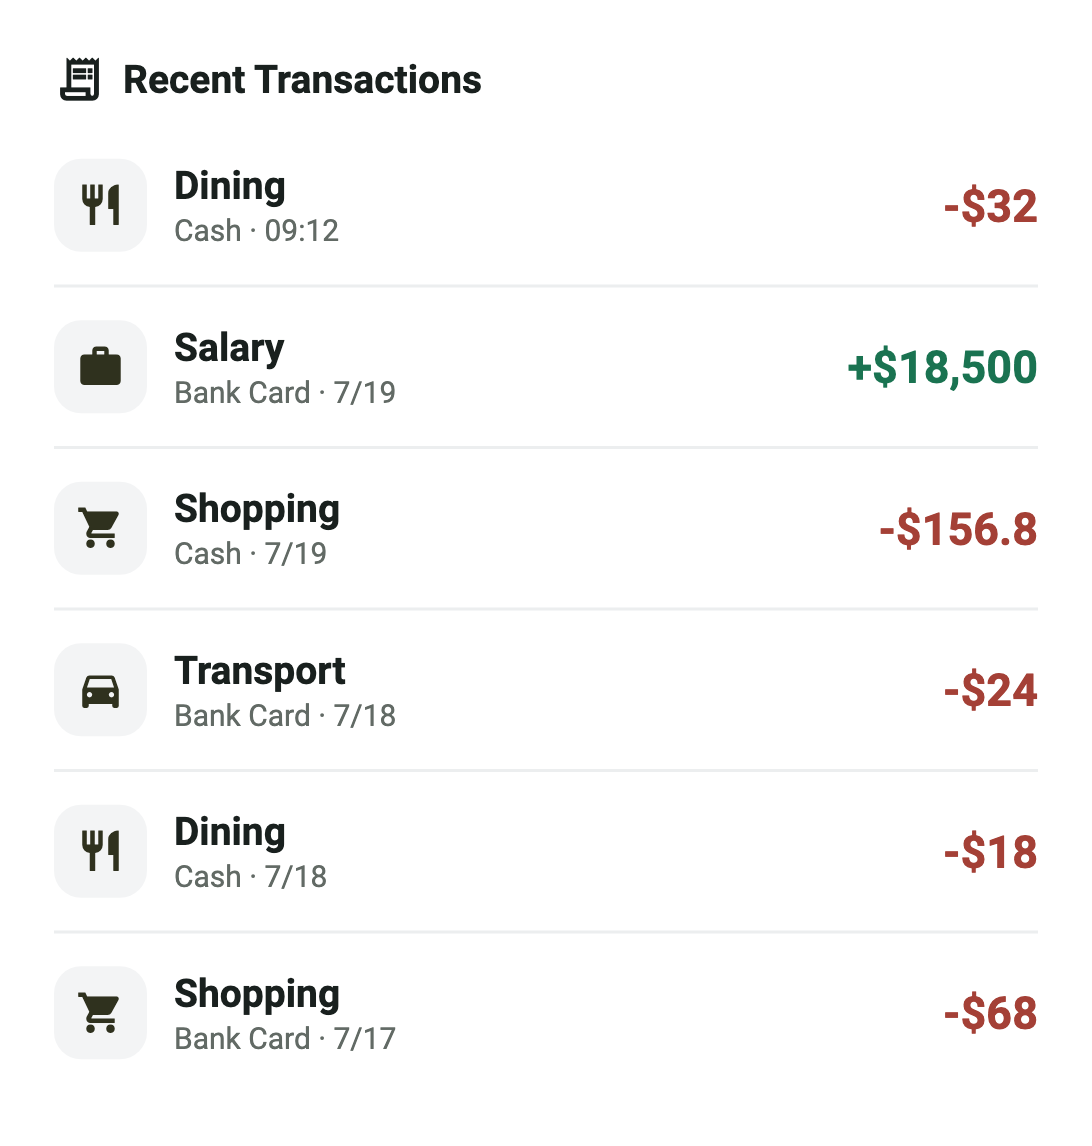 Recent Transactions
Dining
Cash · 09:12
-$32
Salary
Bank Card · 7/19
+$18,500
Shopping
Cash · 7/19
-$156.8
Transport
Bank Card · 7/18
-$24
Dining
Cash · 7/18
-$18
Shopping
Bank Card · 7/17
-$68